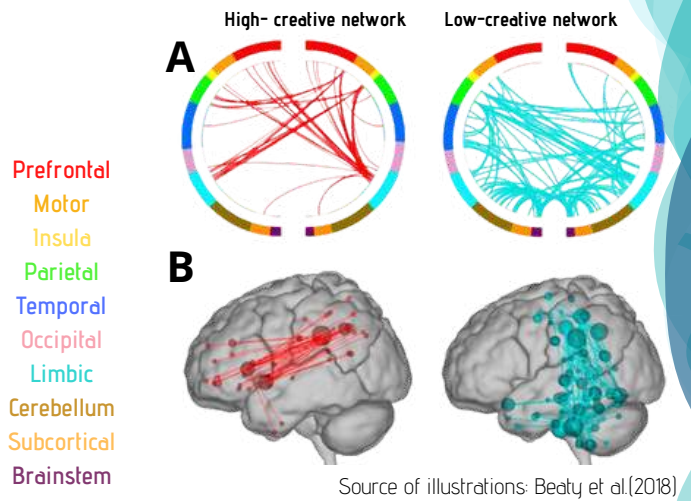 High- creative network Low-creative network
A
Prefrontal
Motor
Insula
Parietal
Temporal
Occipital
Limbic
Cerebellum
Subcortical
Brainstem
B
Source of illustrations: Beaty et al.(2018)